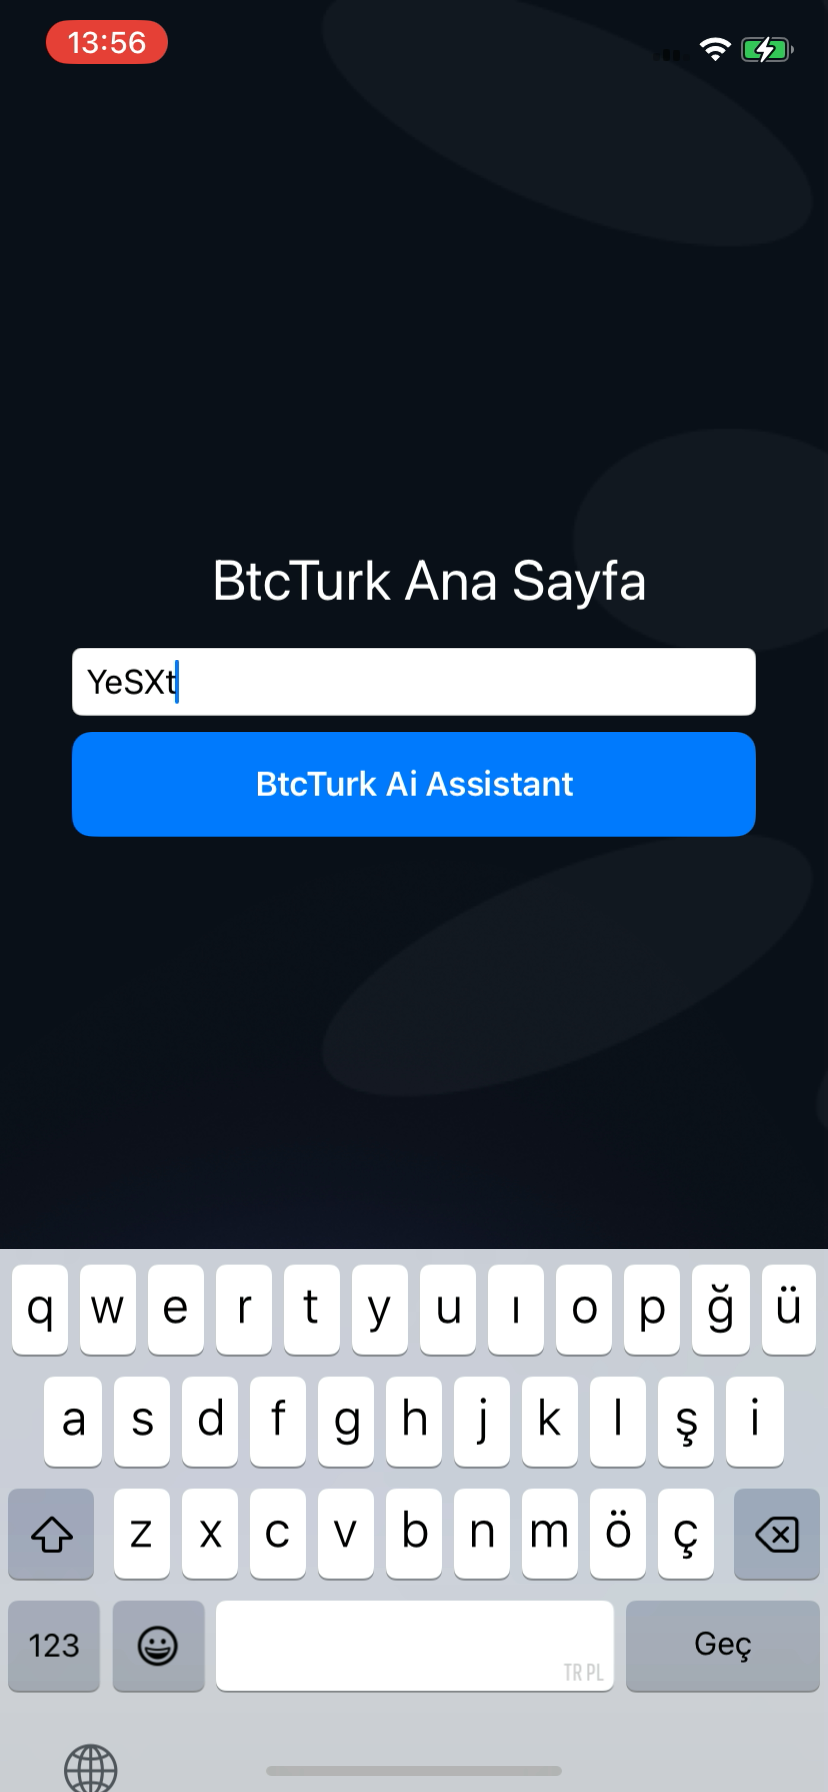 13:56
BtcTurk Ana Sayfa
YeSXt
BtcTurk Ai Assistant
q w e r t y u ı o p ğ ü
a s d f g h j k l ş i
z x c v b n m ö ç
123 Geç
TR PL